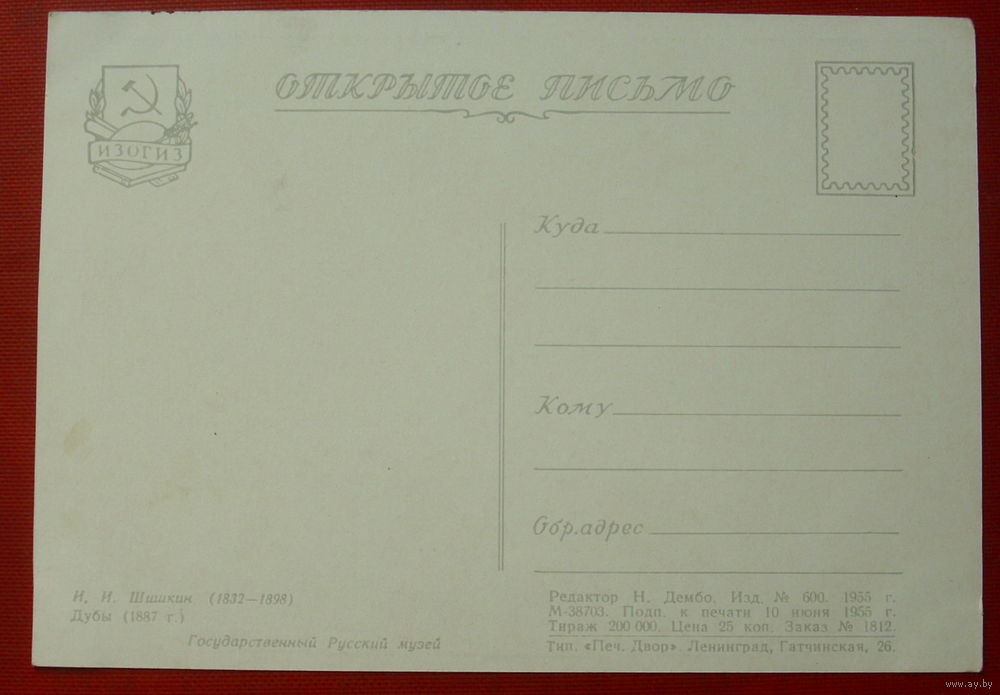 ОТКРЫТОЕ ПИСЬМО
ИЗОГИЗ
Куда
Кому
Обр.адрес
И. И. Шишкин (1832—1898)
Дубы (1887 г.)
Государственный Русский музей
Редактор Н. Дембо. Изд. № 600. 1955 г.
М-38703. Подп. к печати 10 июня 1955 г.
Тираж 200 000. Цена 25 коп. Заказ № 1812.
Тип. «Печ. Двор». Ленинград, Гатчинская, 26.
www.ay.by